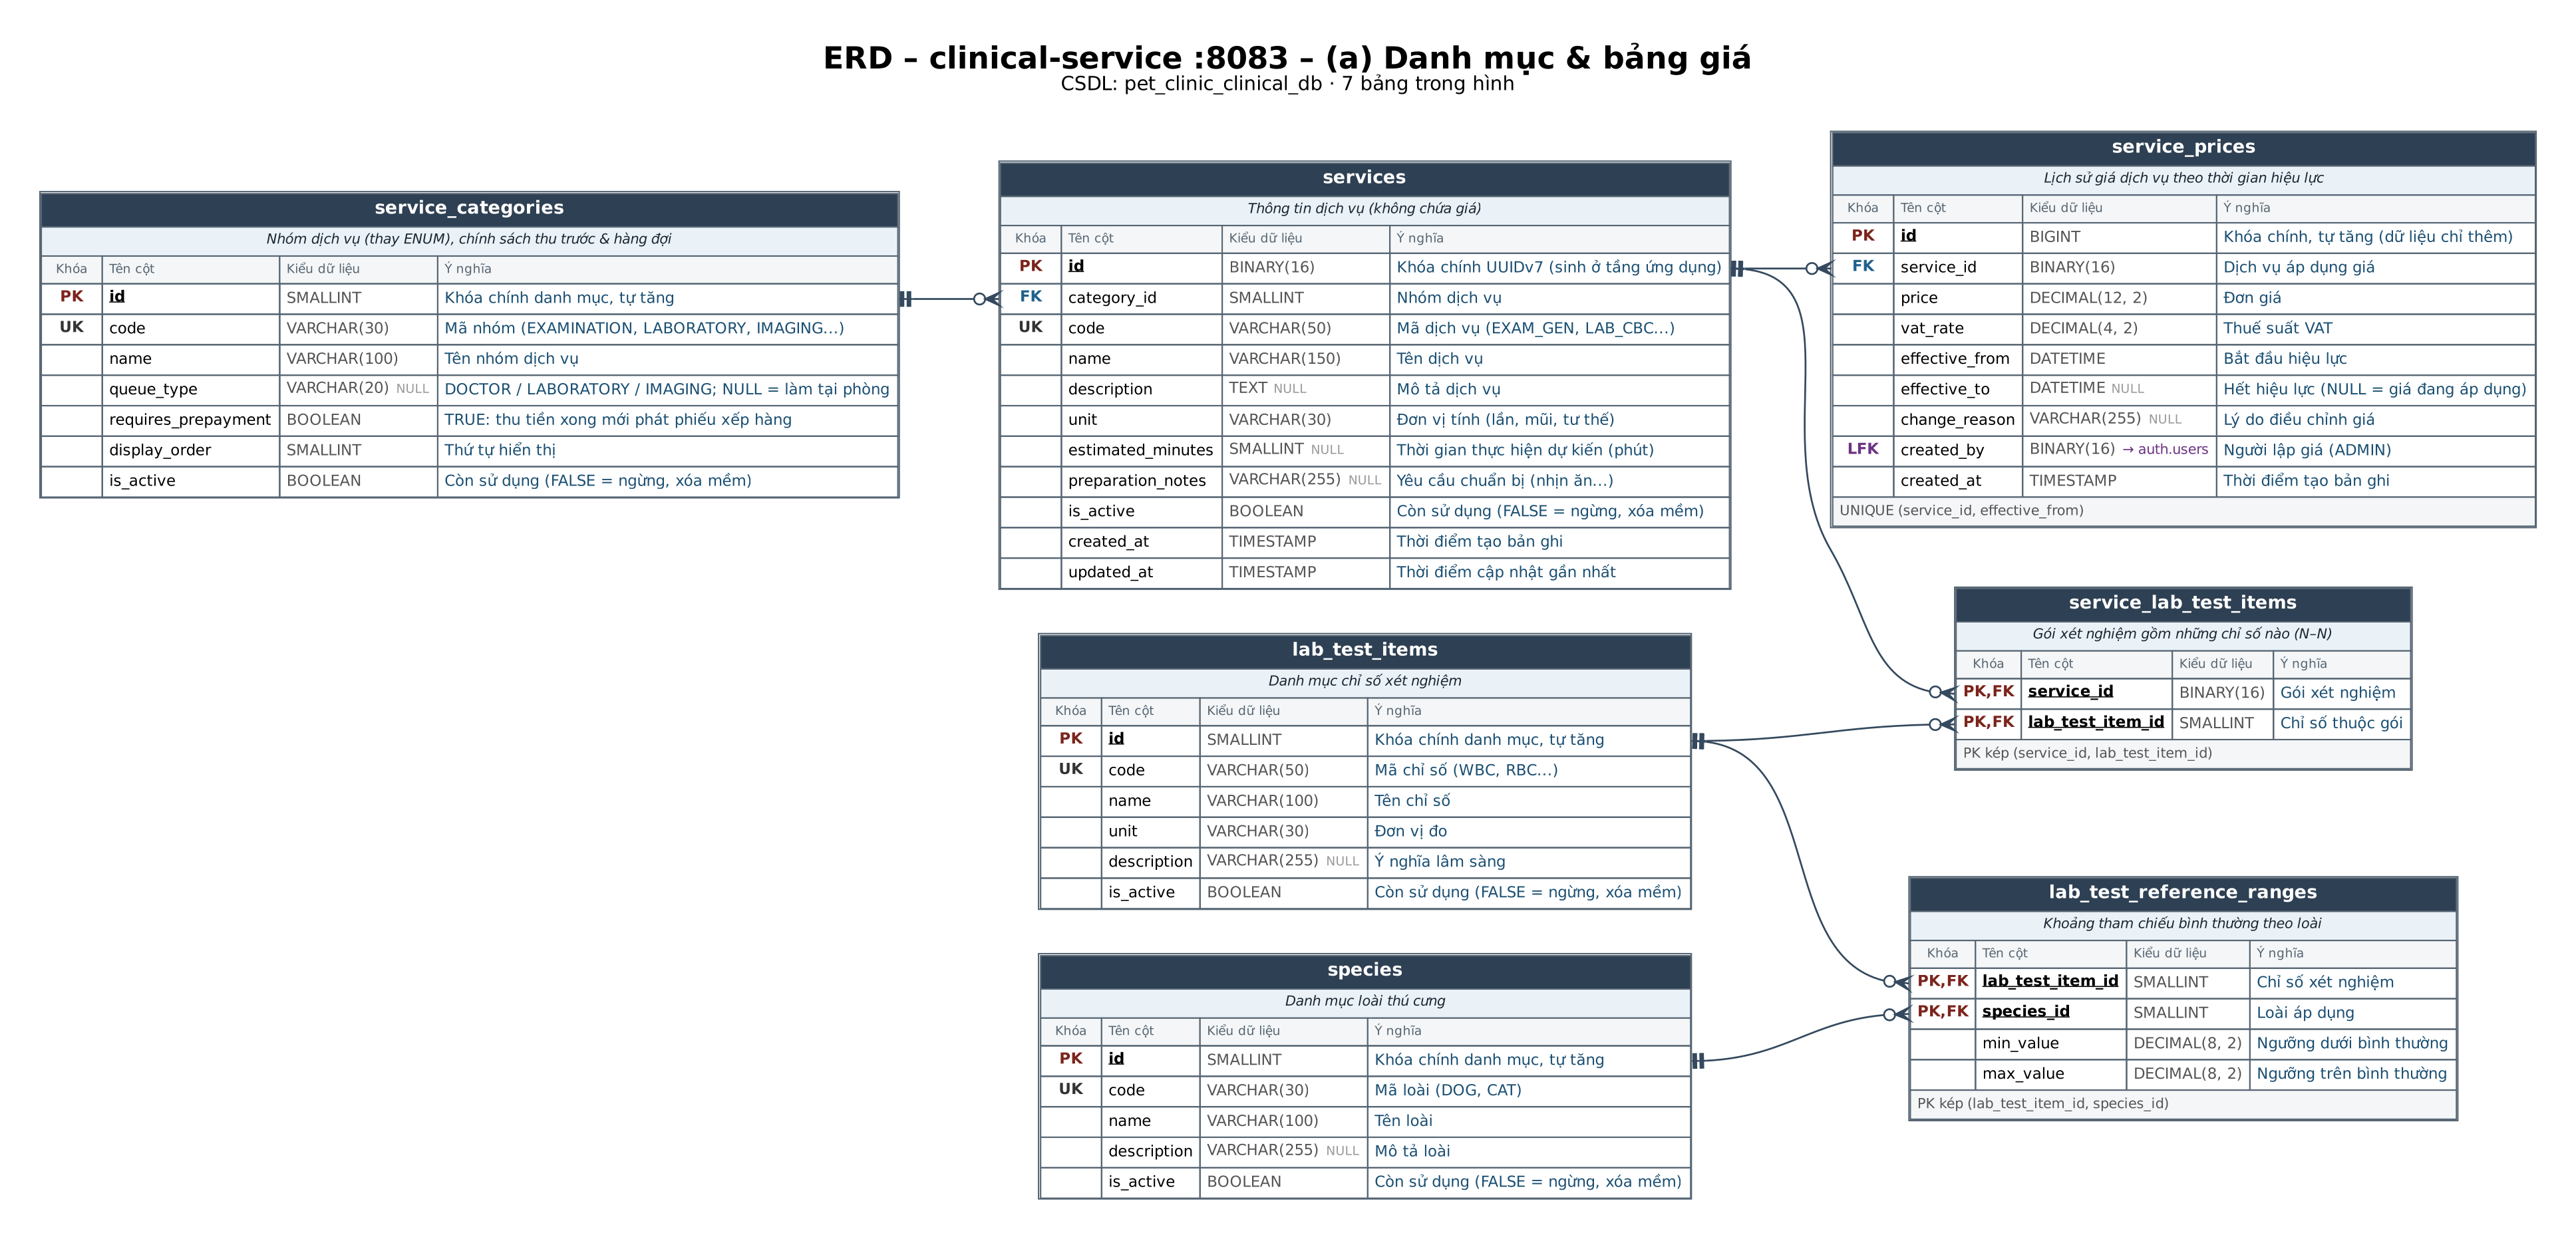 ERD – clinical-service :8083 – (a) Danh mục & bảng giá
CSDL: pet_clinic_clinical_db · 7 bảng trong hình
service_categories
Nhóm dịch vụ (thay ENUM), chính sách thu trước & hàng đợi
Khóa Tên cột Kiểu dữ liệu Ý nghĩa
PK id SMALLINT Khóa chính danh mục, tự tăng
UK code VARCHAR(30) Mã nhóm (EXAMINATION, LABORATORY, IMAGING...)
name VARCHAR(100) Tên nhóm dịch vụ
queue_type VARCHAR(20) NULL DOCTOR / LABORATORY / IMAGING; NULL = làm tại phòng
requires_prepayment BOOLEAN TRUE: thu tiền xong mới phát phiếu xếp hàng
display_order SMALLINT Thứ tự hiển thị
is_active BOOLEAN Còn sử dụng (FALSE = ngừng, xóa mềm)
services
Thông tin dịch vụ (không chứa giá)
Khóa Tên cột Kiểu dữ liệu Ý nghĩa
PK id BINARY(16) Khóa chính UUIDv7 (sinh ở tầng ứng dụng)
FK category_id SMALLINT Nhóm dịch vụ
UK code VARCHAR(50) Mã dịch vụ (EXAM_GEN, LAB_CBC...)
name VARCHAR(150) Tên dịch vụ
description TEXT NULL Mô tả dịch vụ
unit VARCHAR(30) Đơn vị tính (lần, mũi, tư thế)
estimated_minutes SMALLINT NULL Thời gian thực hiện dự kiến (phút)
preparation_notes VARCHAR(255) NULL Yêu cầu chuẩn bị (nhịn ăn...)
is_active BOOLEAN Còn sử dụng (FALSE = ngừng, xóa mềm)
created_at TIMESTAMP Thời điểm tạo bản ghi
updated_at TIMESTAMP Thời điểm cập nhật gần nhất
service_prices
Lịch sử giá dịch vụ theo thời gian hiệu lực
Khóa Tên cột Kiểu dữ liệu Ý nghĩa
PK id BIGINT Khóa chính, tự tăng (dữ liệu chỉ thêm)
FK service_id BINARY(16) Dịch vụ áp dụng giá
price DECIMAL(12, 2) Đơn giá
vat_rate DECIMAL(4, 2) Thuế suất VAT
effective_from DATETIME Bắt đầu hiệu lực
effective_to DATETIME NULL Hết hiệu lực (NULL = giá đang áp dụng)
change_reason VARCHAR(255) NULL Lý do điều chỉnh giá
LFK created_by BINARY(16) → auth.users Người lập giá (ADMIN)
created_at TIMESTAMP Thời điểm tạo bản ghi
UNIQUE (service_id, effective_from)
service_lab_test_items
Gói xét nghiệm gồm những chỉ số nào (N–N)
Khóa Tên cột Kiểu dữ liệu Ý nghĩa
PK,FK service_id BINARY(16) Gói xét nghiệm
PK,FK lab_test_item_id SMALLINT Chỉ số thuộc gói
PK kép (service_id, lab_test_item_id)
lab_test_items
Danh mục chỉ số xét nghiệm
Khóa Tên cột Kiểu dữ liệu Ý nghĩa
PK id SMALLINT Khóa chính danh mục, tự tăng
UK code VARCHAR(50) Mã chỉ số (WBC, RBC...)
name VARCHAR(100) Tên chỉ số
unit VARCHAR(30) Đơn vị đo
description VARCHAR(255) NULL Ý nghĩa lâm sàng
is_active BOOLEAN Còn sử dụng (FALSE = ngừng, xóa mềm)
lab_test_reference_ranges
Khoảng tham chiếu bình thường theo loài
Khóa Tên cột Kiểu dữ liệu Ý nghĩa
PK,FK lab_test_item_id SMALLINT Chỉ số xét nghiệm
PK,FK species_id SMALLINT Loài áp dụng
min_value DECIMAL(8, 2) Ngưỡng dưới bình thường
max_value DECIMAL(8, 2) Ngưỡng trên bình thường
PK kép (lab_test_item_id, species_id)
species
Danh mục loài thú cưng
Khóa Tên cột Kiểu dữ liệu Ý nghĩa
PK id SMALLINT Khóa chính danh mục, tự tăng
UK code VARCHAR(30) Mã loài (DOG, CAT)
name VARCHAR(100) Tên loài
description VARCHAR(255) NULL Mô tả loài
is_active BOOLEAN Còn sử dụng (FALSE = ngừng, xóa mềm)